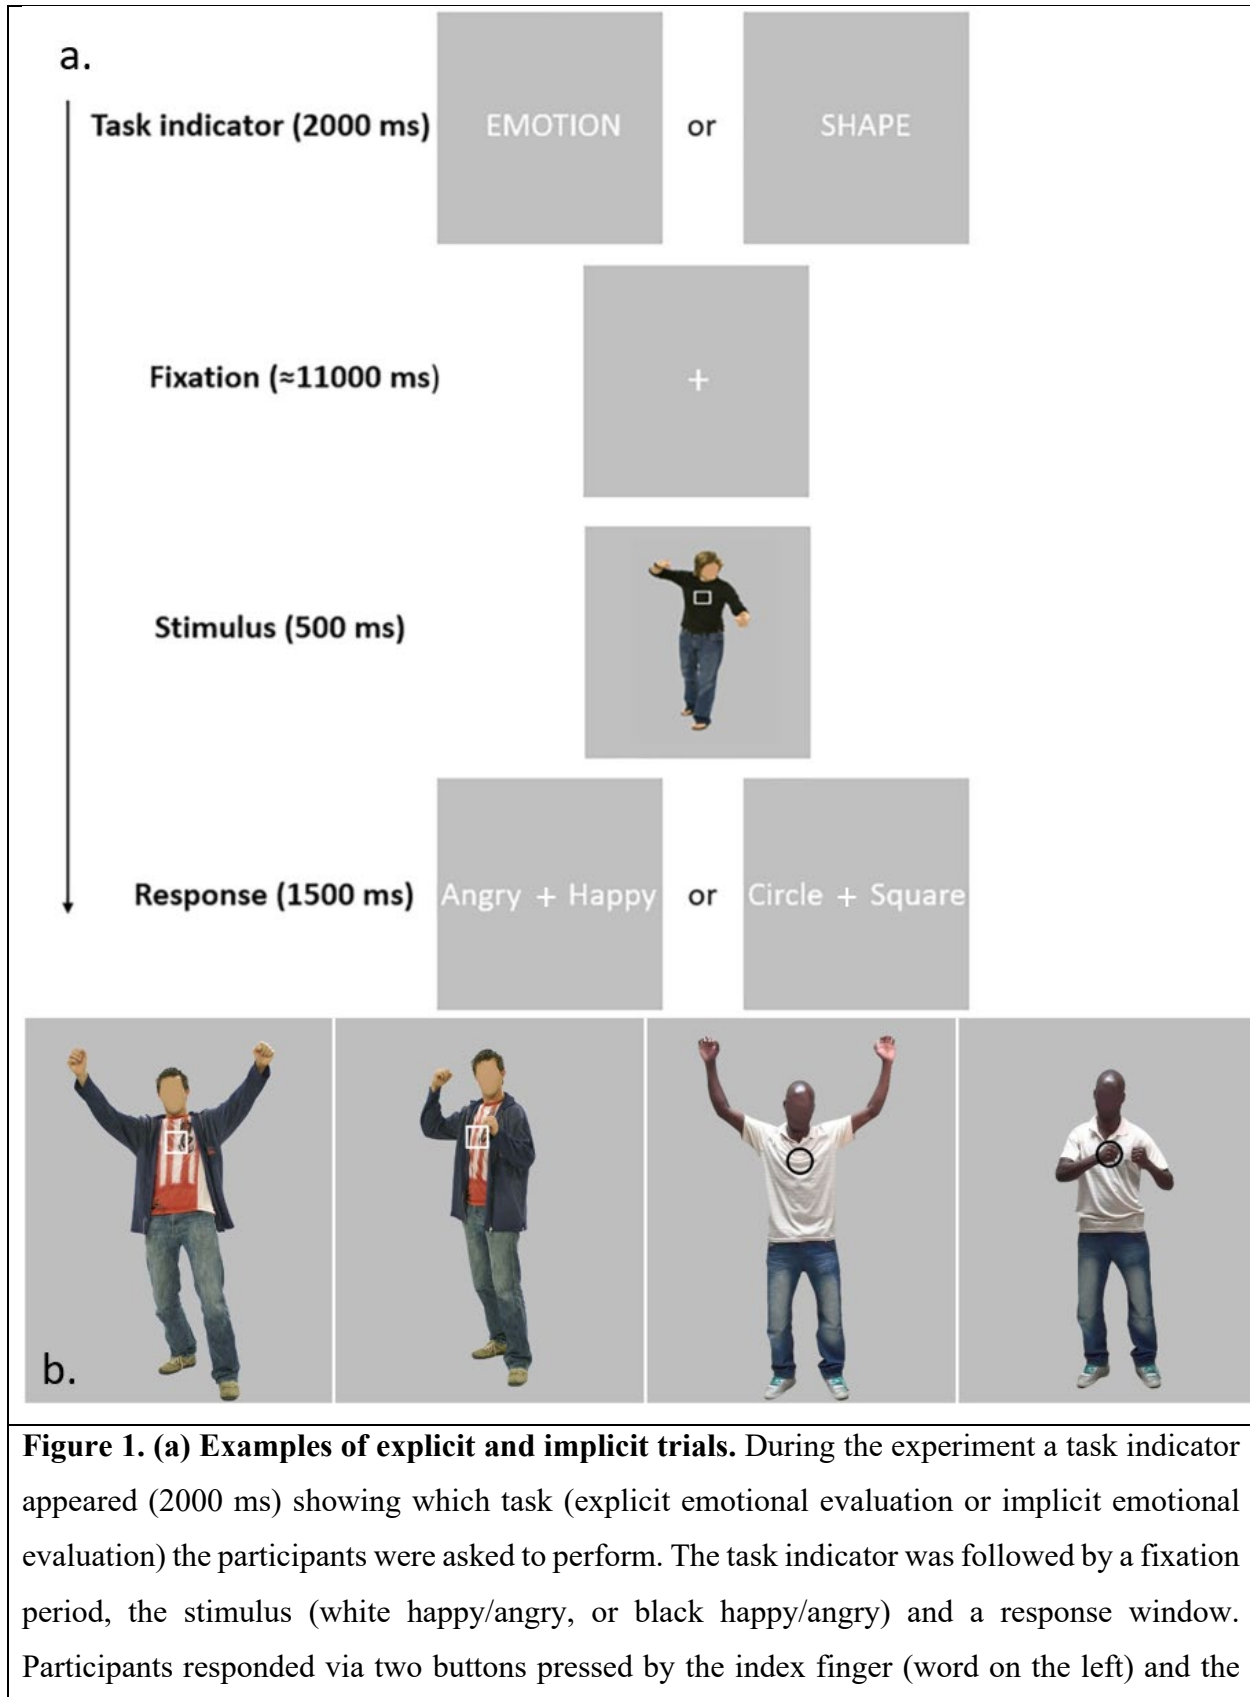 a.
Task indicator (2000 ms) EMOTION or SHAPE
Fixation (≈11000 ms) +
Stimulus (500 ms)
Response (1500 ms) Angry + Happy or Circle + Square
b.
Figure 1. (a) Examples of explicit and implicit trials. During the experiment a task indicator
appeared (2000 ms) showing which task (explicit emotional evaluation or implicit emotional
evaluation) the participants were asked to perform. The task indicator was followed by a fixation
period, the stimulus (white happy/angry, or black happy/angry) and a response window.
Participants responded via two buttons pressed by the index finger (word on the left) and the